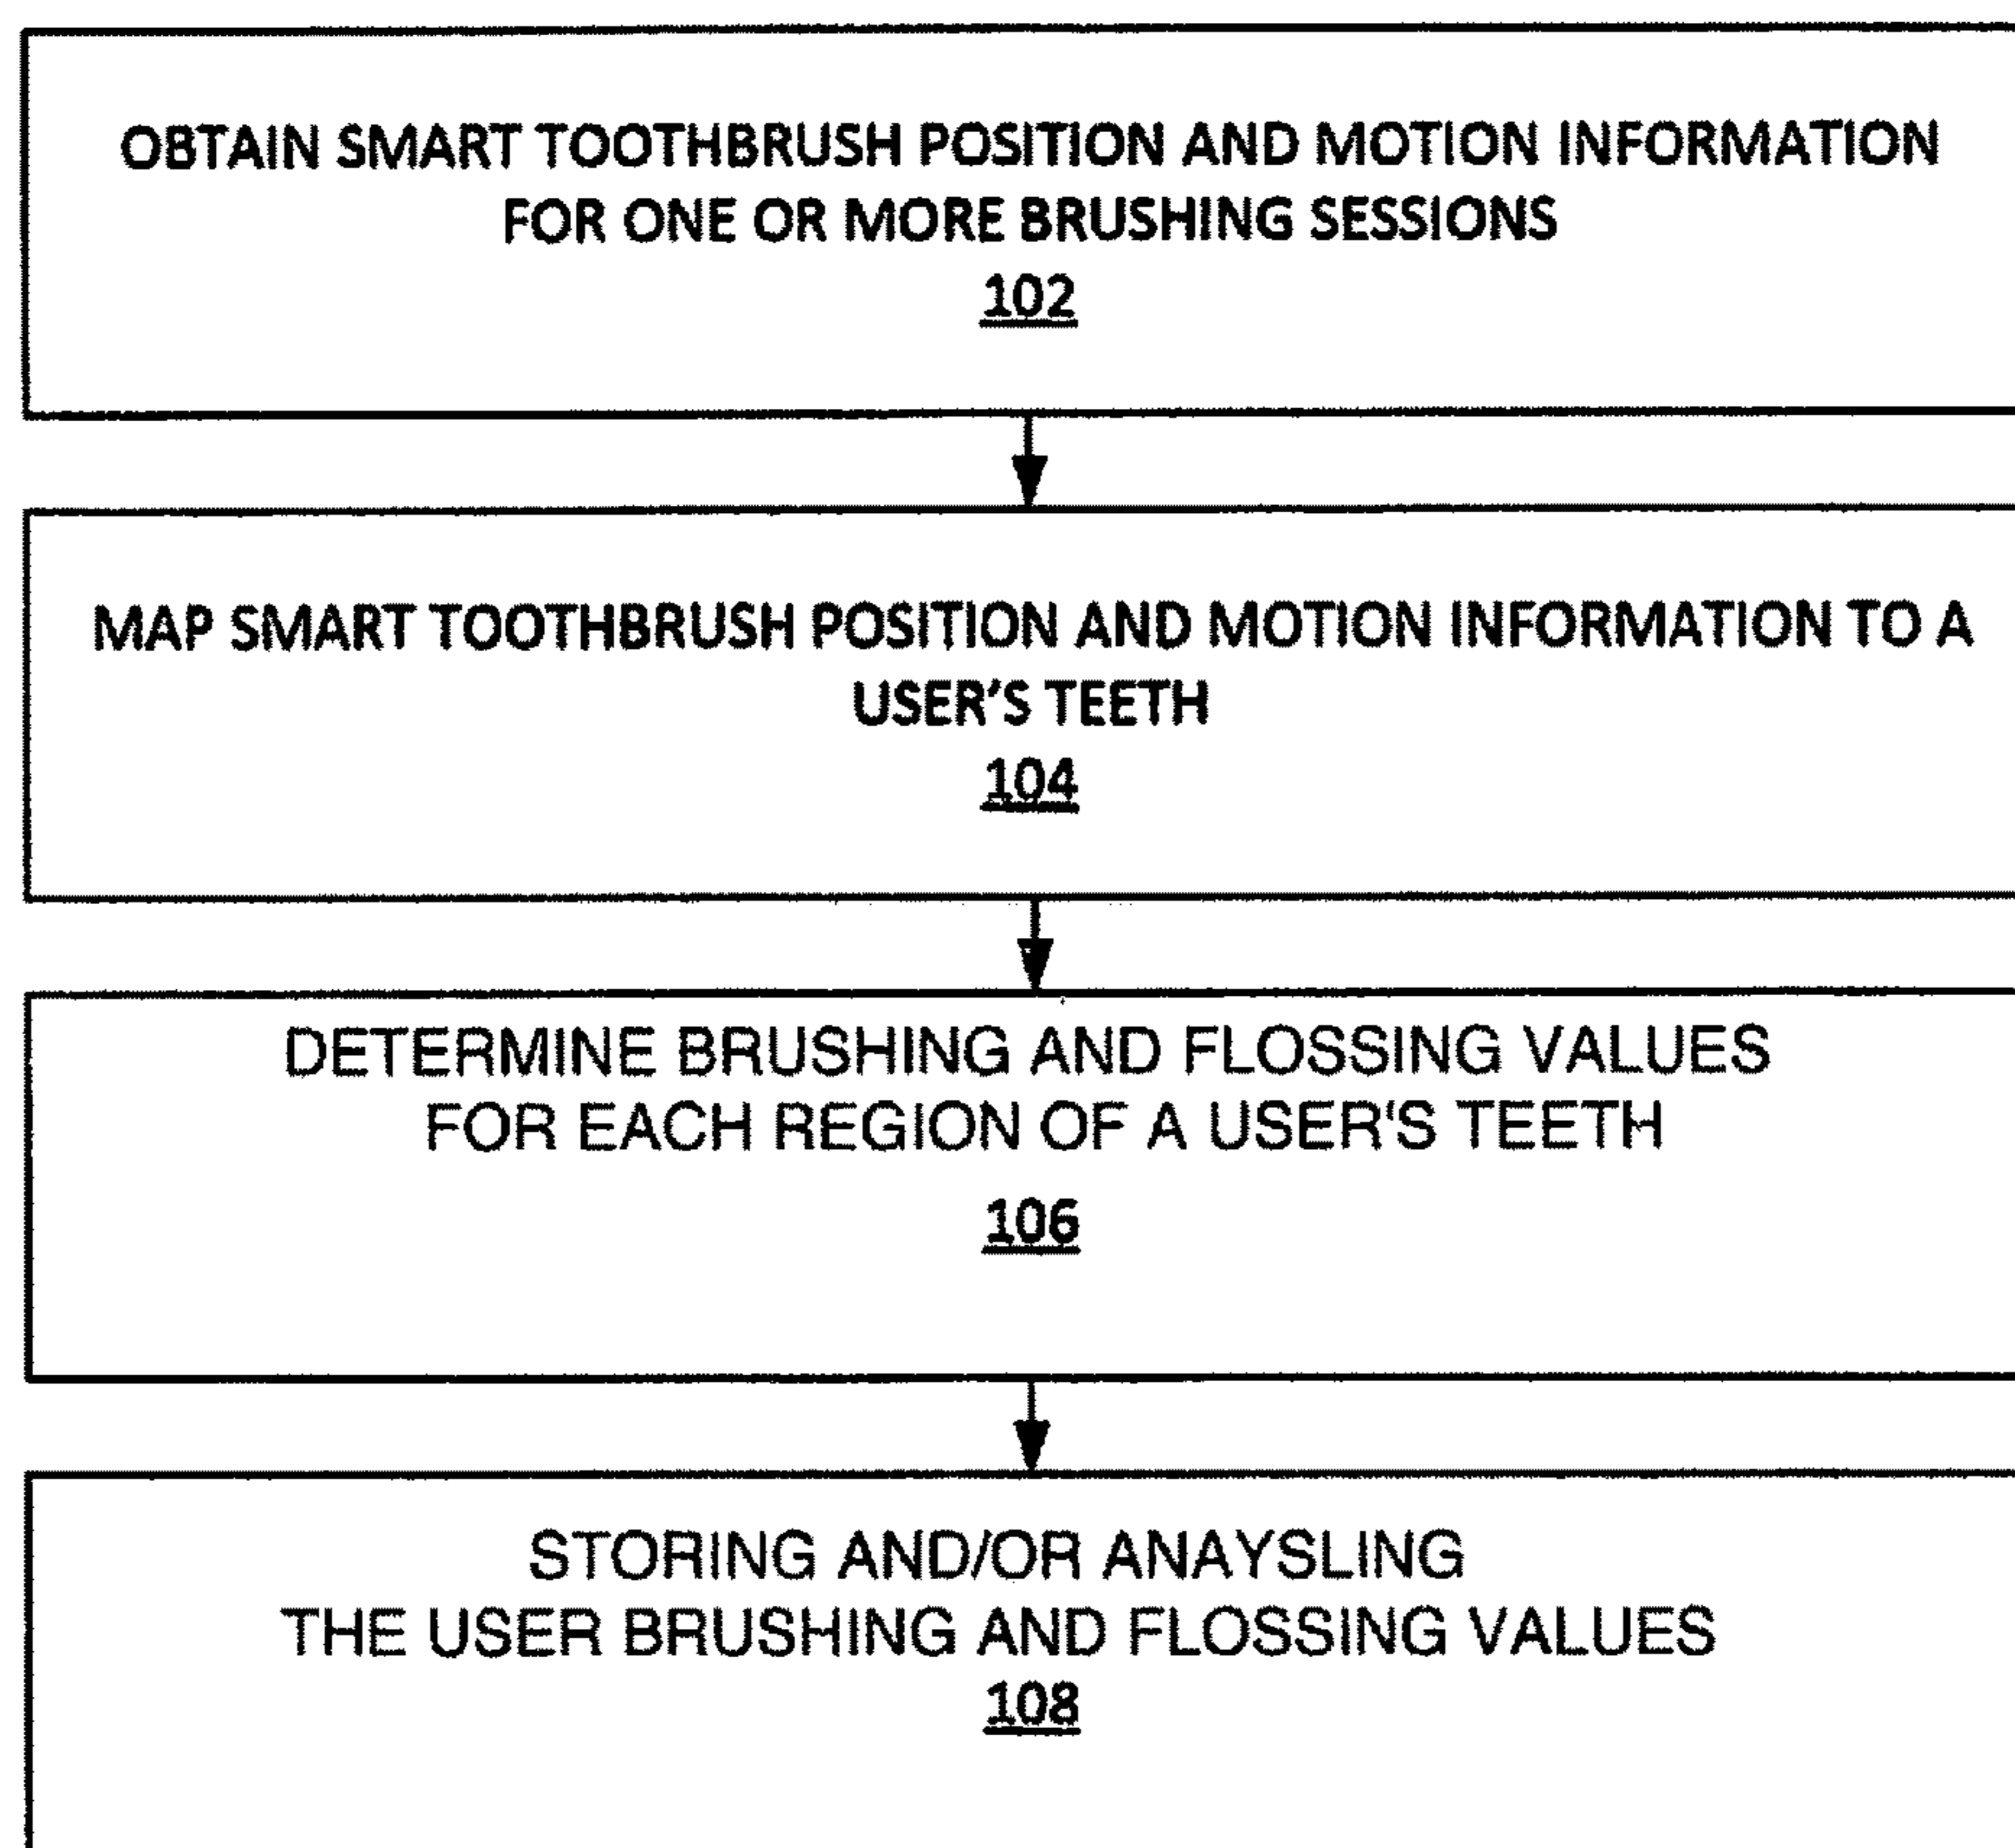 OBTAIN SMART TOOTHBRUSH POSITION AND MOTION INFORMATION
FOR ONE OR MORE BRUSHING SESSIONS
102
MAP SMART TOOTHBRUSH POSITION AND MOTION INFORMATION TO A
USER'S TEETH
104
DETERMINE BRUSHING AND FLOSSING VALUES
FOR EACH REGION OF A USER'S TEETH
106
STORING AND/OR ANAYSLING
THE USER BRUSHING AND FLOSSING VALUES
108